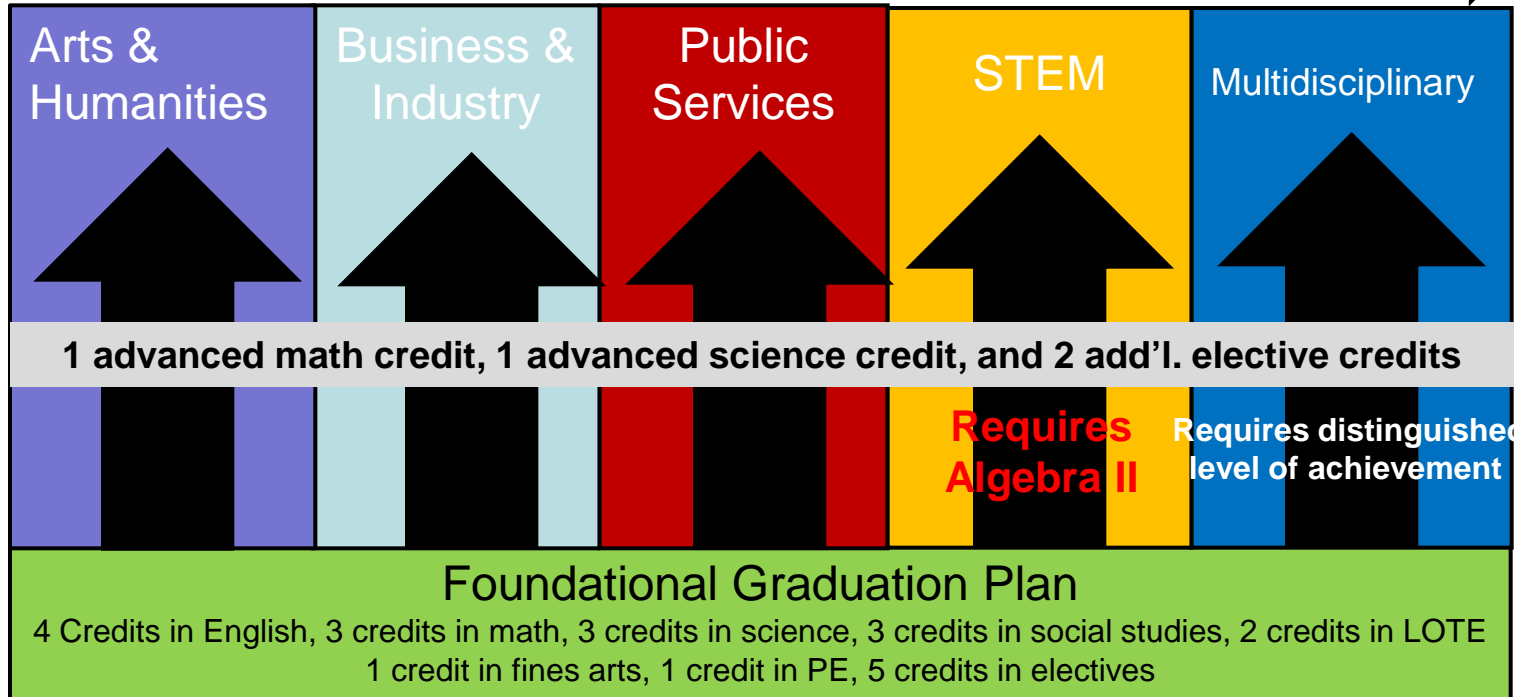 Arts &
Humanities
Business &
Industry
Public
Services
STEM
Multidisciplinary
1 advanced math credit, 1 advanced science credit, and 2 add'l. elective credits
Requires
Algebra II
Requires distinguished
level of achievement
Foundational Graduation Plan
4 Credits in English, 3 credits in math, 3 credits in science, 3 credits in social studies, 2 credits in LOTE
1 credit in fines arts, 1 credit in PE, 5 credits in electives